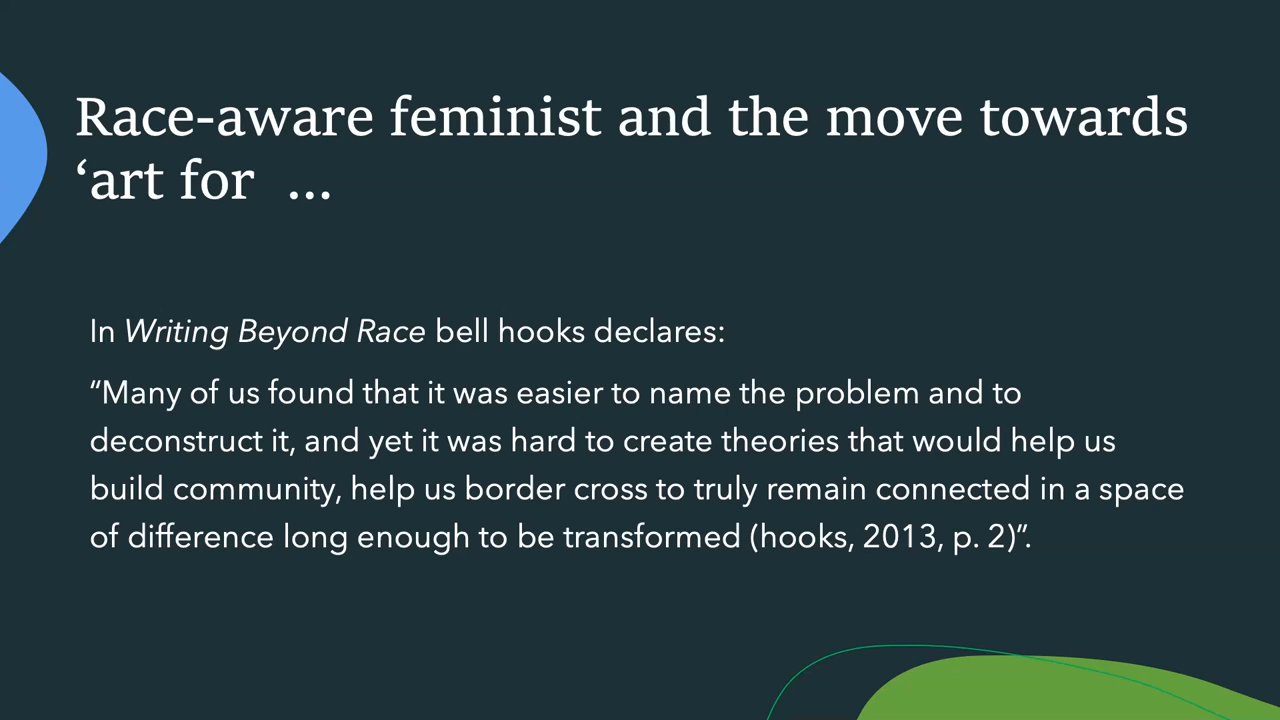 Race-aware feminist and the move towards
‘art for  ...
In Writing Beyond Race bell hooks declares:
“Many of us found that it was easier to name the problem and to
deconstruct it, and yet it was hard to create theories that would help us
build community, help us border cross to truly remain connected in a space
of difference long enough to be transformed (hooks, 2013, p. 2)”.